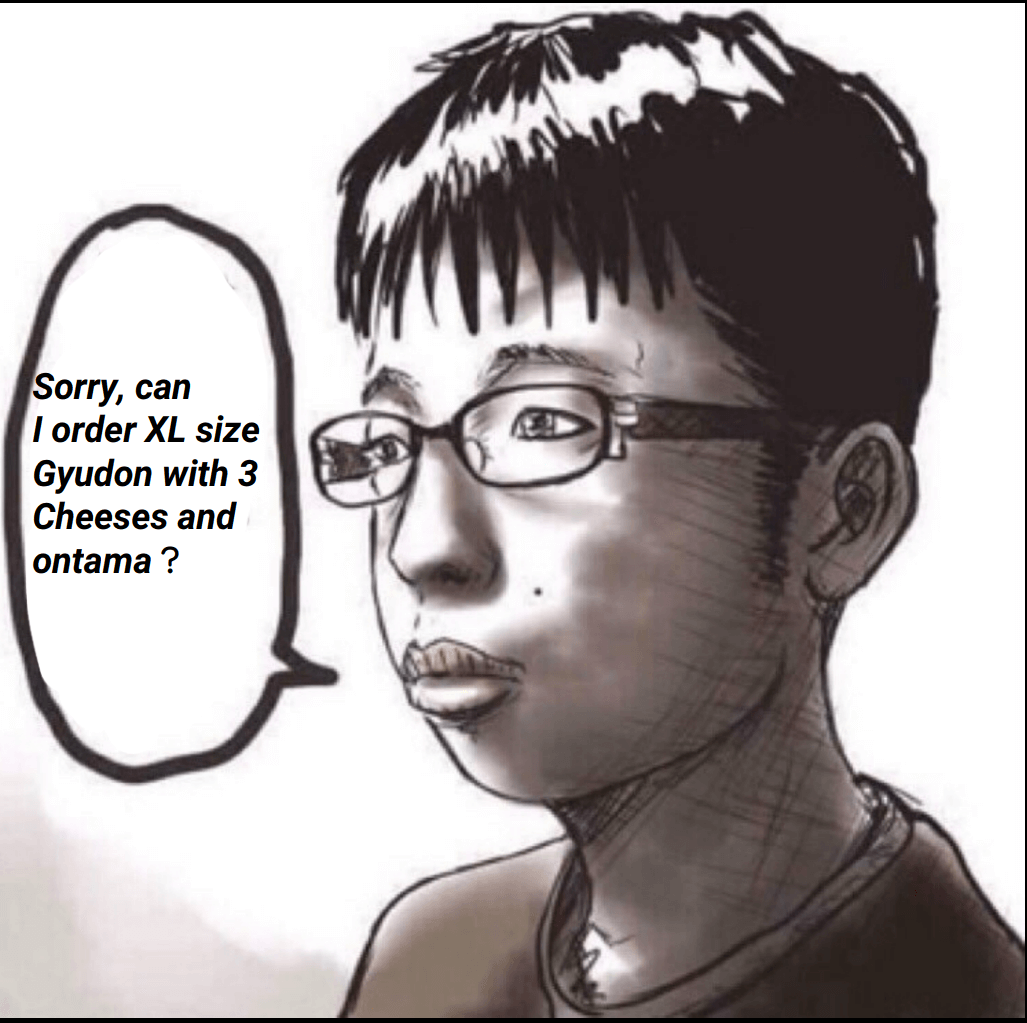 Sorry, can
I order XL size
Gyudon with 3
Cheeses and
ontama？